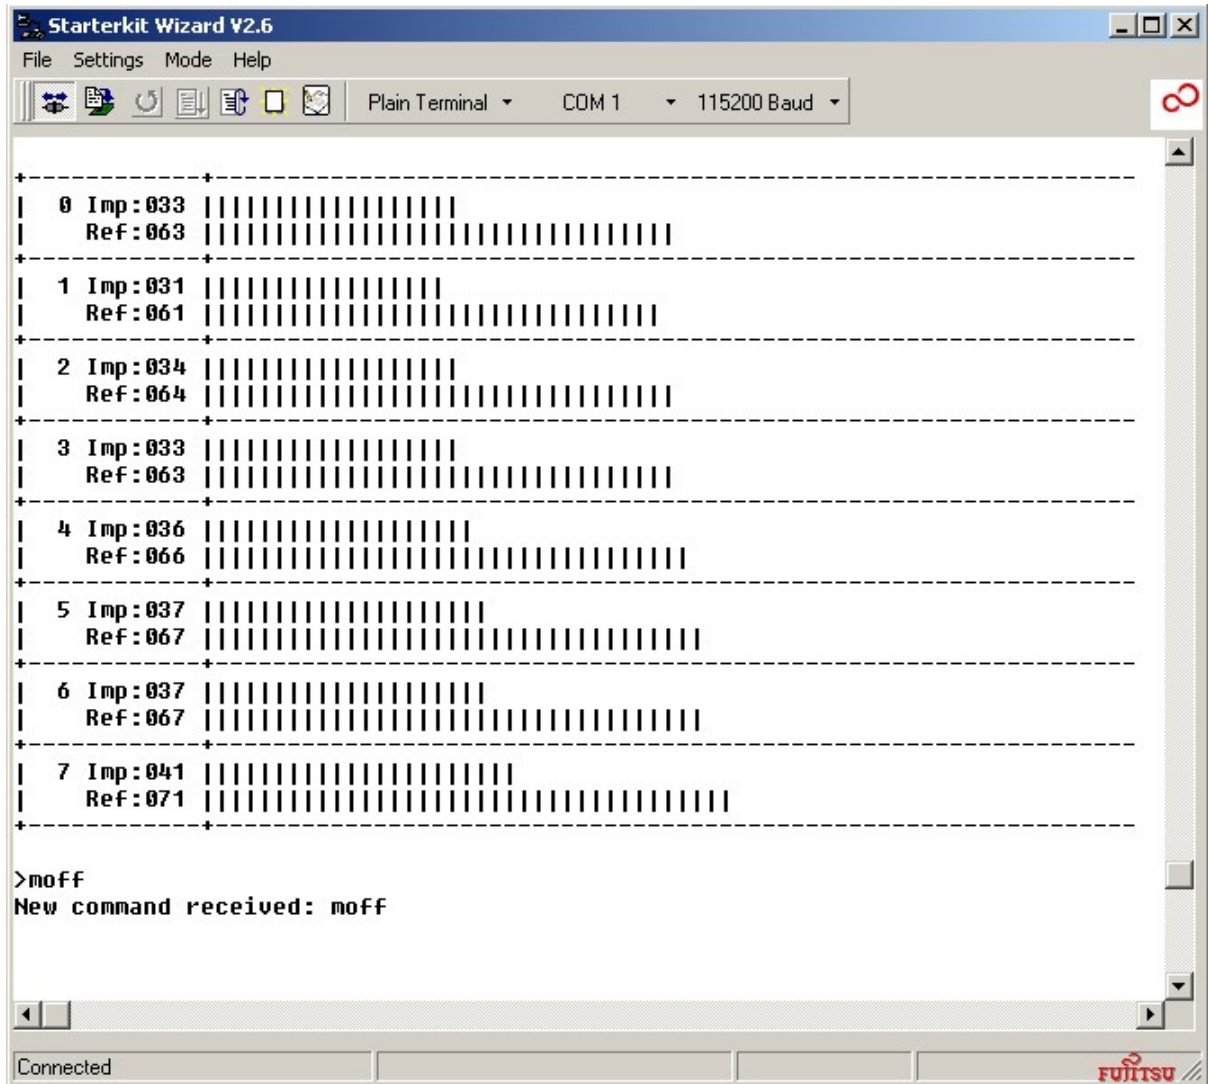 Starterkit Wizard V2.6
File Settings Mode Help
Plain Terminal COM 1 115200 Baud
+------------+----------------------------------------------------------------
| 0 Imp:033 ||||||||||||||||||
| Ref:063 |||||||||||||||||||||||||||||||||
+------------+----------------------------------------------------------------
| 1 Imp:031 |||||||||||||||||
| Ref:061 ||||||||||||||||||||||||||||||||
+------------+----------------------------------------------------------------
| 2 Imp:034 ||||||||||||||||||
| Ref:064 |||||||||||||||||||||||||||||||||
+------------+----------------------------------------------------------------
| 3 Imp:033 ||||||||||||||||||
| Ref:063 |||||||||||||||||||||||||||||||||
+------------+----------------------------------------------------------------
| 4 Imp:036 |||||||||||||||||||
| Ref:066 ||||||||||||||||||||||||||||||||||
+------------+----------------------------------------------------------------
| 5 Imp:037 ||||||||||||||||||||
| Ref:067 |||||||||||||||||||||||||||||||||||
+------------+----------------------------------------------------------------
| 6 Imp:037 ||||||||||||||||||||
| Ref:067 |||||||||||||||||||||||||||||||||||
+------------+----------------------------------------------------------------
| 7 Imp:041 ||||||||||||||||||||||
| Ref:071 |||||||||||||||||||||||||||||||||||||
+------------+----------------------------------------------------------------
>moff
New command received: moff
Connected
FUJITSU